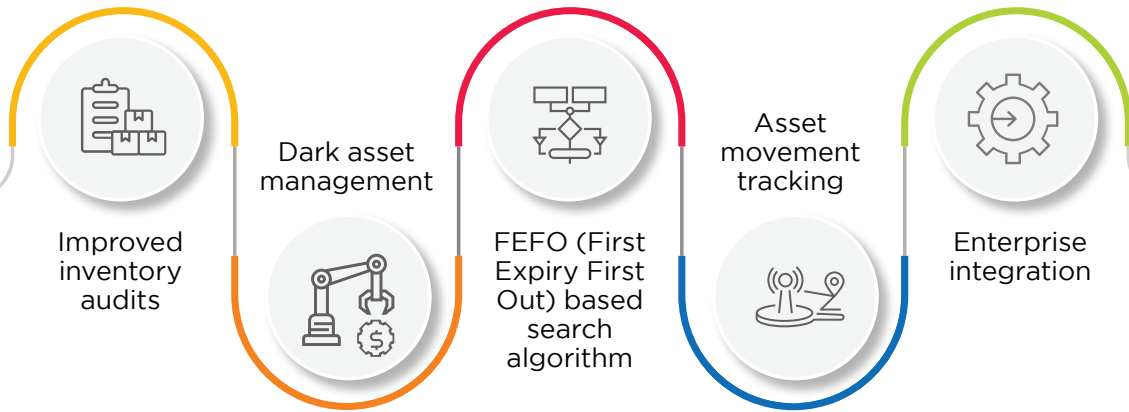 Improved
inventory
audits
Dark asset
management
FEFO (First
Expiry First
Out) based
search
algorithm
Asset
movement
tracking
Enterprise
integration
$